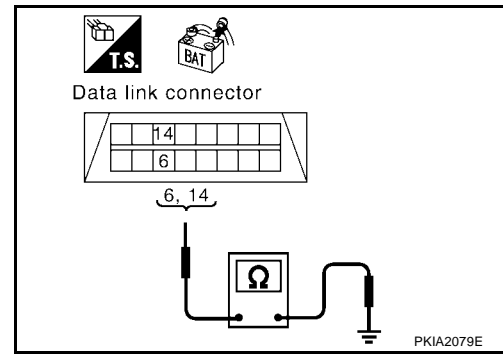 T.S.
BAT
Data link connector
14
6
6, 14
Ω
PKIA2079E